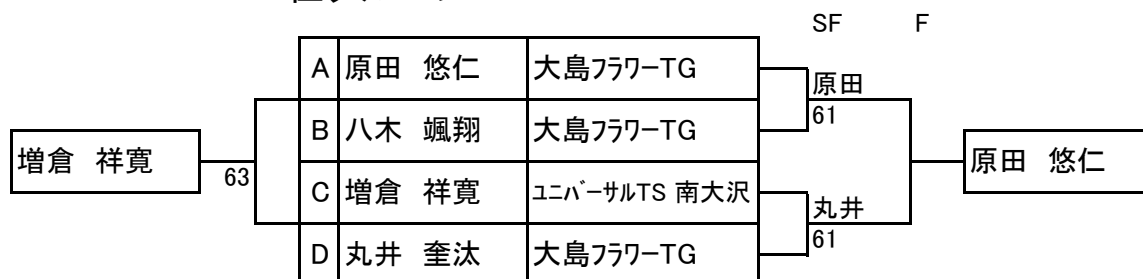 SF F
A 原田 悠仁 大島フラワーTG
原田
61
B 八木 颯翔 大島フラワーTG
増倉 祥寛
63
原田 悠仁
C 増倉 祥寛 ユニバーサルTS 南大沢
丸井
61
D 丸井 奎汰 大島フラワーTG